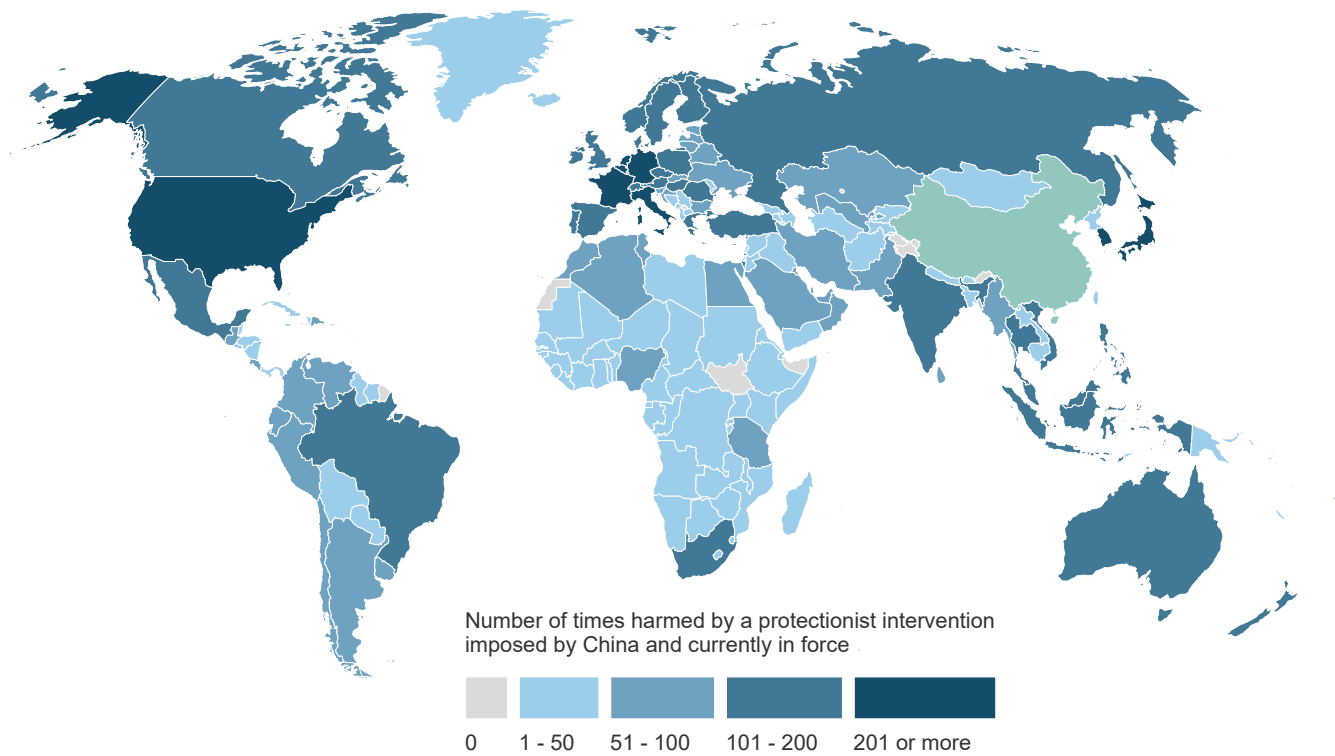 Number of times harmed by a protectionist intervention
imposed by China and currently in force
0 1 - 50 51 - 100 101 - 200 201 or more